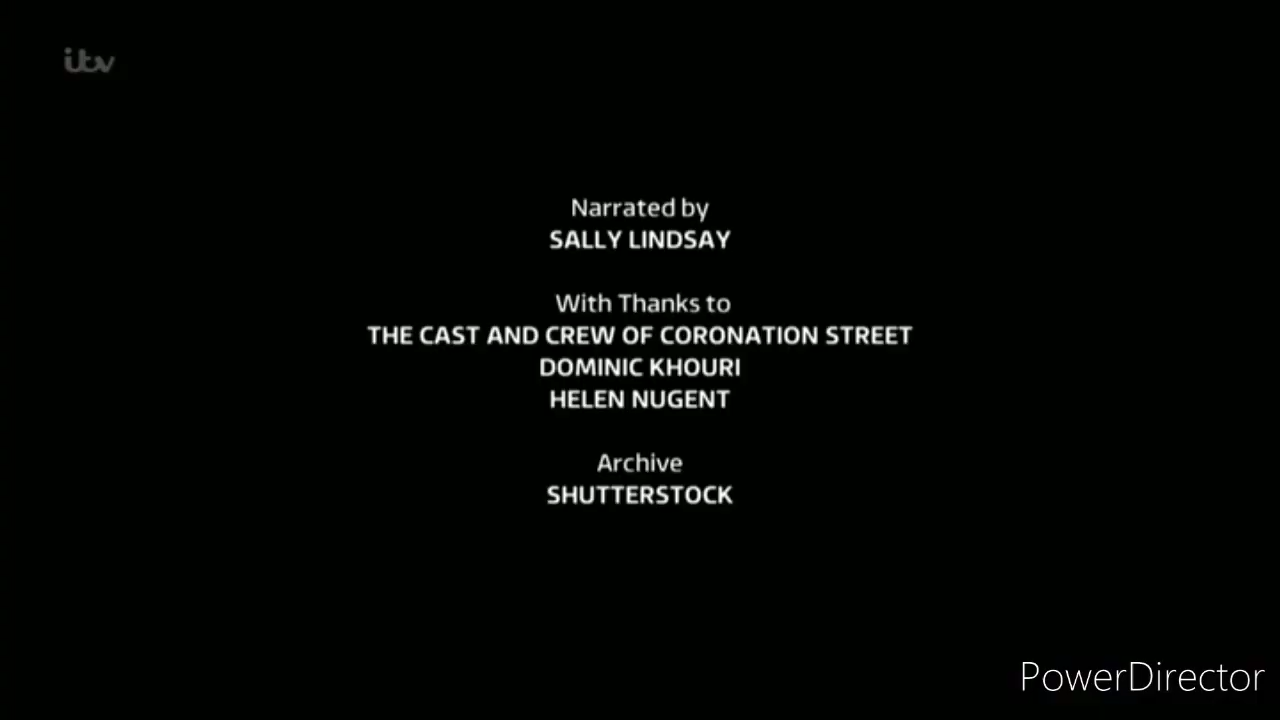 itv
Narrated by
SALLY LINDSAY
With Thanks to
THE CAST AND CREW OF CORONATION STREET
DOMINIC KHOURI
HELEN NUGENT
Archive
SHUTTERSTOCK
PowerDirector